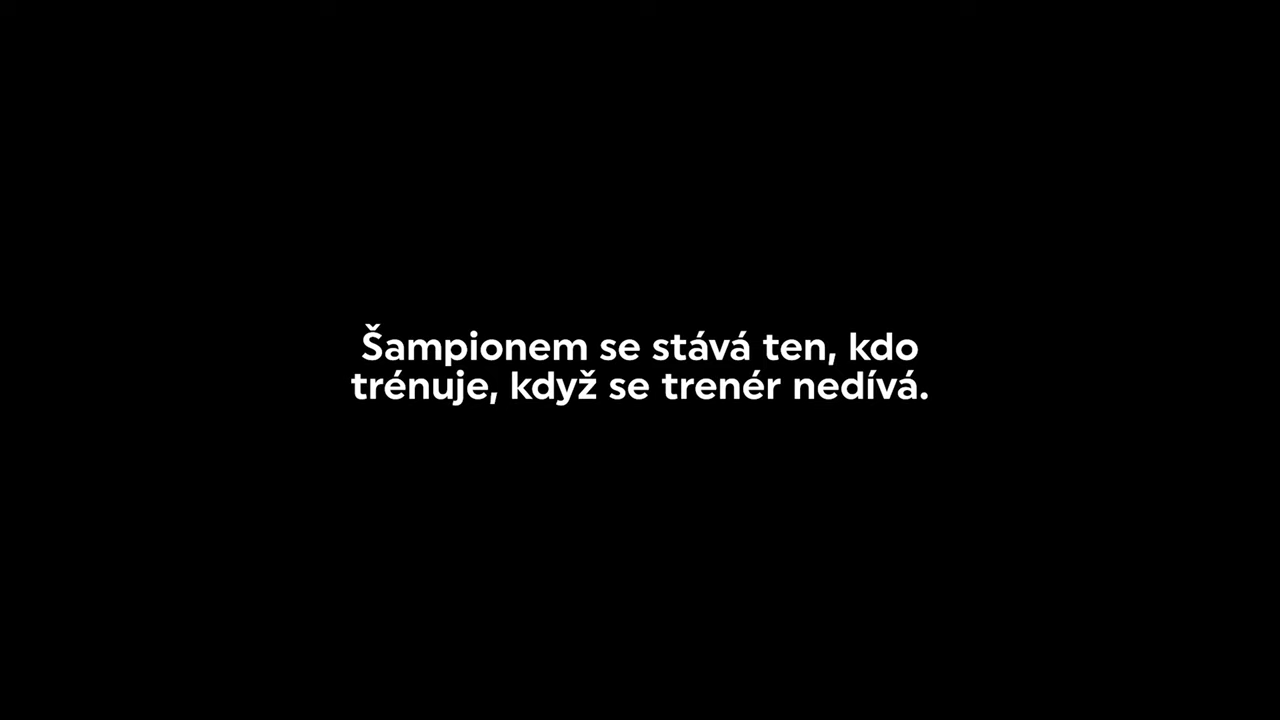 Šampionem se stává ten, kdo
trénuje, když se trenér nedívá.